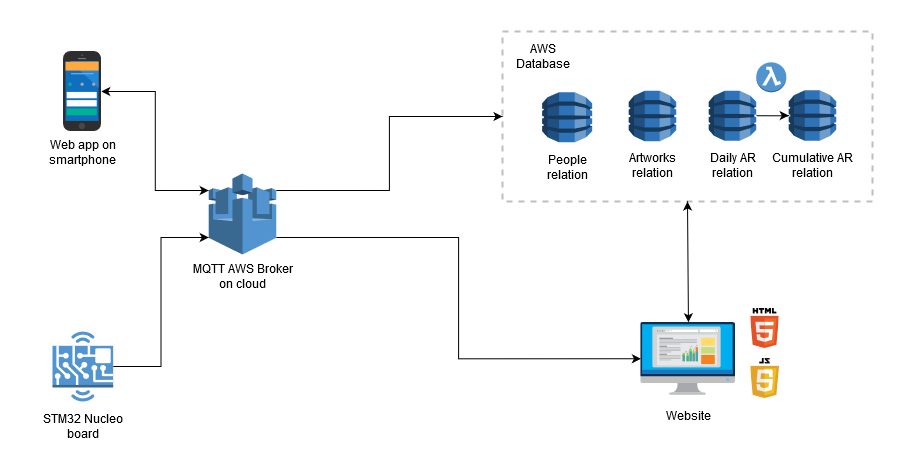 AWS
Database
People
relation
Artworks
relation
Daily AR
relation
Cumulative AR
relation
Web app on
smartphone
MQTT AWS Broker
on cloud
STM32 Nucleo
board
HTML
5
JS
Website